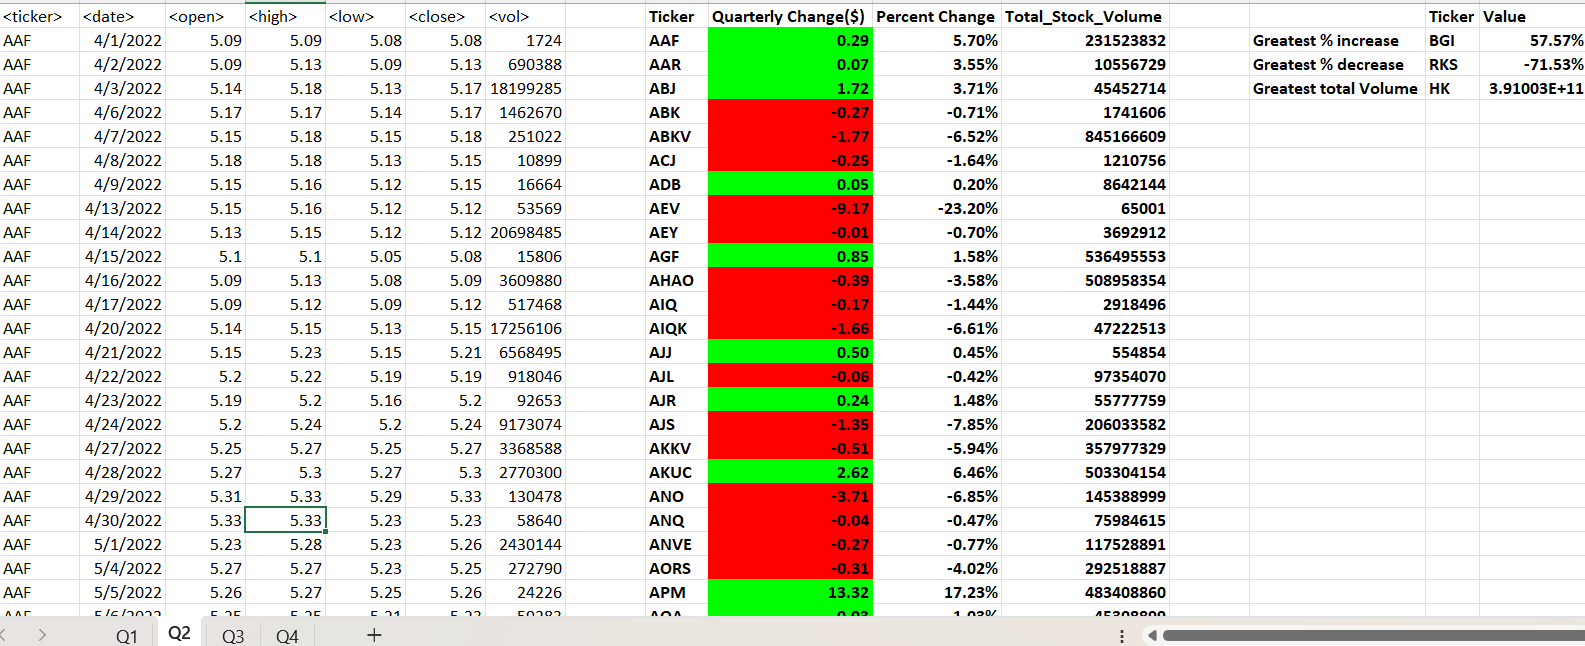 <ticker> <date> <open> <high> <low> <close> <vol> Ticker Quarterly Change($) Percent Change Total_Stock_Volume Ticker Value
AAF 4/1/2022 5.09 5.09 5.08 5.08 1724 AAF 0.29 5.70% 231523832 Greatest % increase BGI 57.57%
AAF 4/2/2022 5.09 5.13 5.09 5.13 690388 AAR 0.07 3.55% 10556729 Greatest % decrease RKS -71.53%
AAF 4/3/2022 5.14 5.18 5.13 5.17 18199285 ABJ 1.72 3.71% 45452714 Greatest total Volume HK 3.91003E+11
AAF 4/6/2022 5.17 5.17 5.14 5.17 1462670 ABK -0.27 -0.71% 1741606
AAF 4/7/2022 5.15 5.18 5.15 5.18 251022 ABKV -1.77 -6.52% 845166609
AAF 4/8/2022 5.18 5.18 5.13 5.15 10899 ACJ -0.25 -1.64% 1210756
AAF 4/9/2022 5.15 5.16 5.12 5.15 16664 ADB 0.05 0.20% 8642144
AAF 4/13/2022 5.15 5.16 5.12 5.12 53569 AEV -9.17 -23.20% 65001
AAF 4/14/2022 5.13 5.15 5.12 5.12 20698485 AEY -0.01 -0.70% 3692912
AAF 4/15/2022 5.1 5.1 5.05 5.08 15806 AGF 0.85 1.58% 536495553
AAF 4/16/2022 5.09 5.13 5.08 5.09 3609880 AHAO -0.39 -3.58% 508958354
AAF 4/17/2022 5.09 5.12 5.09 5.12 517468 AIQ -0.17 -1.44% 2918496
AAF 4/20/2022 5.14 5.15 5.13 5.15 17256106 AIQK -1.66 -6.61% 47222513
AAF 4/21/2022 5.15 5.23 5.15 5.21 6568495 AJJ 0.50 0.45% 554854
AAF 4/22/2022 5.2 5.22 5.19 5.19 918046 AJL -0.06 -0.42% 97354070
AAF 4/23/2022 5.19 5.2 5.16 5.2 92653 AJR 0.24 1.48% 55777759
AAF 4/24/2022 5.2 5.24 5.2 5.24 9173074 AJS -1.35 -7.85% 206033582
AAF 4/27/2022 5.25 5.27 5.25 5.27 3368588 AKKV -0.51 -5.94% 357977329
AAF 4/28/2022 5.27 5.3 5.27 5.3 2770300 AKUC 2.62 6.46% 503304154
AAF 4/29/2022 5.31 5.33 5.29 5.33 130478 ANO -3.71 -6.85% 145388999
AAF 4/30/2022 5.33 5.33 5.23 5.23 58640 ANQ -0.04 -0.47% 75984615
AAF 5/1/2022 5.23 5.28 5.23 5.26 2430144 ANVE -0.27 -0.77% 117528891
AAF 5/4/2022 5.27 5.27 5.23 5.25 272790 AORS -0.31 -4.02% 292518887
AAF 5/5/2022 5.26 5.27 5.25 5.26 24226 APM 13.32 17.23% 483408860
Q1 Q2 Q3 Q4 +